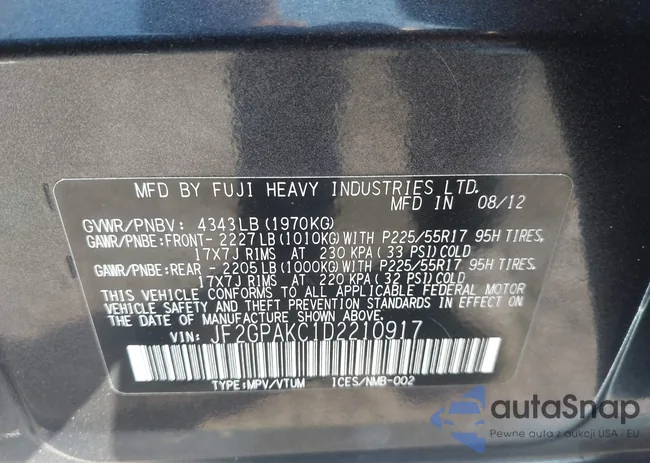 MFD BY FUJI HEAVY INDUSTRIES LTD.
MFD IN 08/12
GVWR/PNBV: 4343LB(1970KG)
GAWR/PNBE:FRONT- 2227LB(1010KG)WITH P225/55R17 95H TIRES,
17X7J RIMS AT 230 KPA(33 PSI)COLD
GAWR/PNBE:REAR - 2205LB(1000KG)WITH P225/55R17 95H TIRES,
17X7J RIMS AT 220 KPA(32 PSI)COLD
THIS VEHICLE CONFORMS TO ALL APPLICABLE FEDERAL MOTOR
VEHICLE SAFETY AND THEFT PREVENTION STANDARDS IN EFFECT ON
THE DATE OF MANUFACTURE SHOWN ABOVE.
VIN: JF2GPAKC1D2210917
TYPE:MPV/VTUM ICES/NMB-002
autoSnap
Pewne auta z aukcji USA - EU